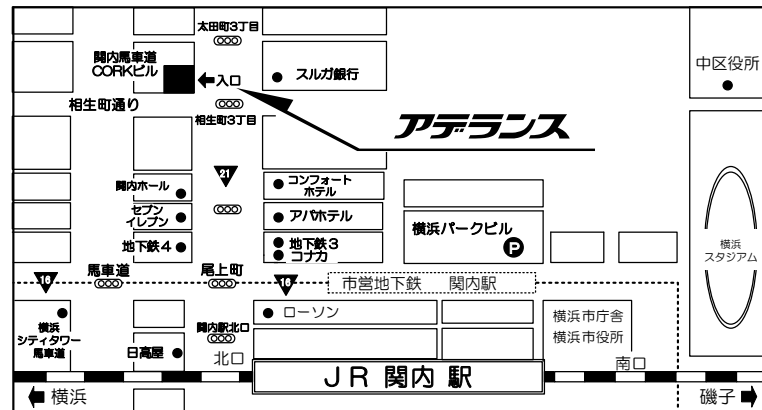 太田町3丁目
関内馬車道
CORKビル
入口
スルガ銀行
中区役所
相生町通り
相生町3丁目
アデランス
21
関内ホール
コンフォート
ホテル
セブン
イレブン
アパホテル
横浜パークビル
P
横浜
スタジアム
地下鉄4
地下鉄3
コナカ
馬車道
尾上町
16
16
市営地下鉄 関内駅
横浜
シティタワー
馬車道
関内駅北口
ローソン
横浜市庁舎
横浜市役所
日高屋
北口
南口
JR 関内 駅
横浜
磯子